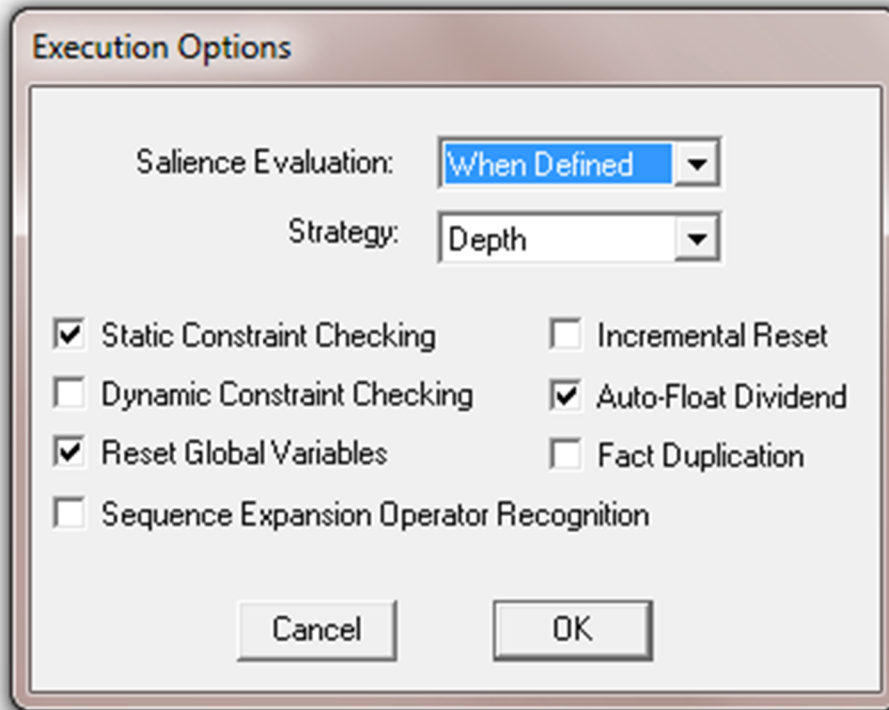 Execution Options
Salience Evaluation: When Defined
Strategy: Depth
Static Constraint Checking
Incremental Reset
Dynamic Constraint Checking
Auto-Float Dividend
Reset Global Variables
Fact Duplication
Sequence Expansion Operator Recognition
Cancel
OK